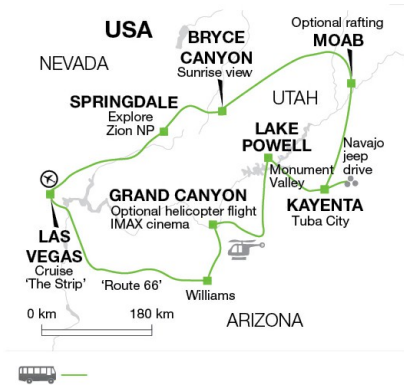 USA
NEVADA
BRYCE
CANYON
Sunrise view
Optional rafting
MOAB
SPRINGDALE
Explore
Zion NP
UTAH
LAKE
POWELL
Navajo
jeep
drive
Monument
Valley
KAYENTA
Tuba City
GRAND CANYON
Optional helicopter flight
IMAX cinema
LAS
VEGAS
Cruise
'The Strip'
'Route 66'
Williams
0 km 180 km
ARIZONA